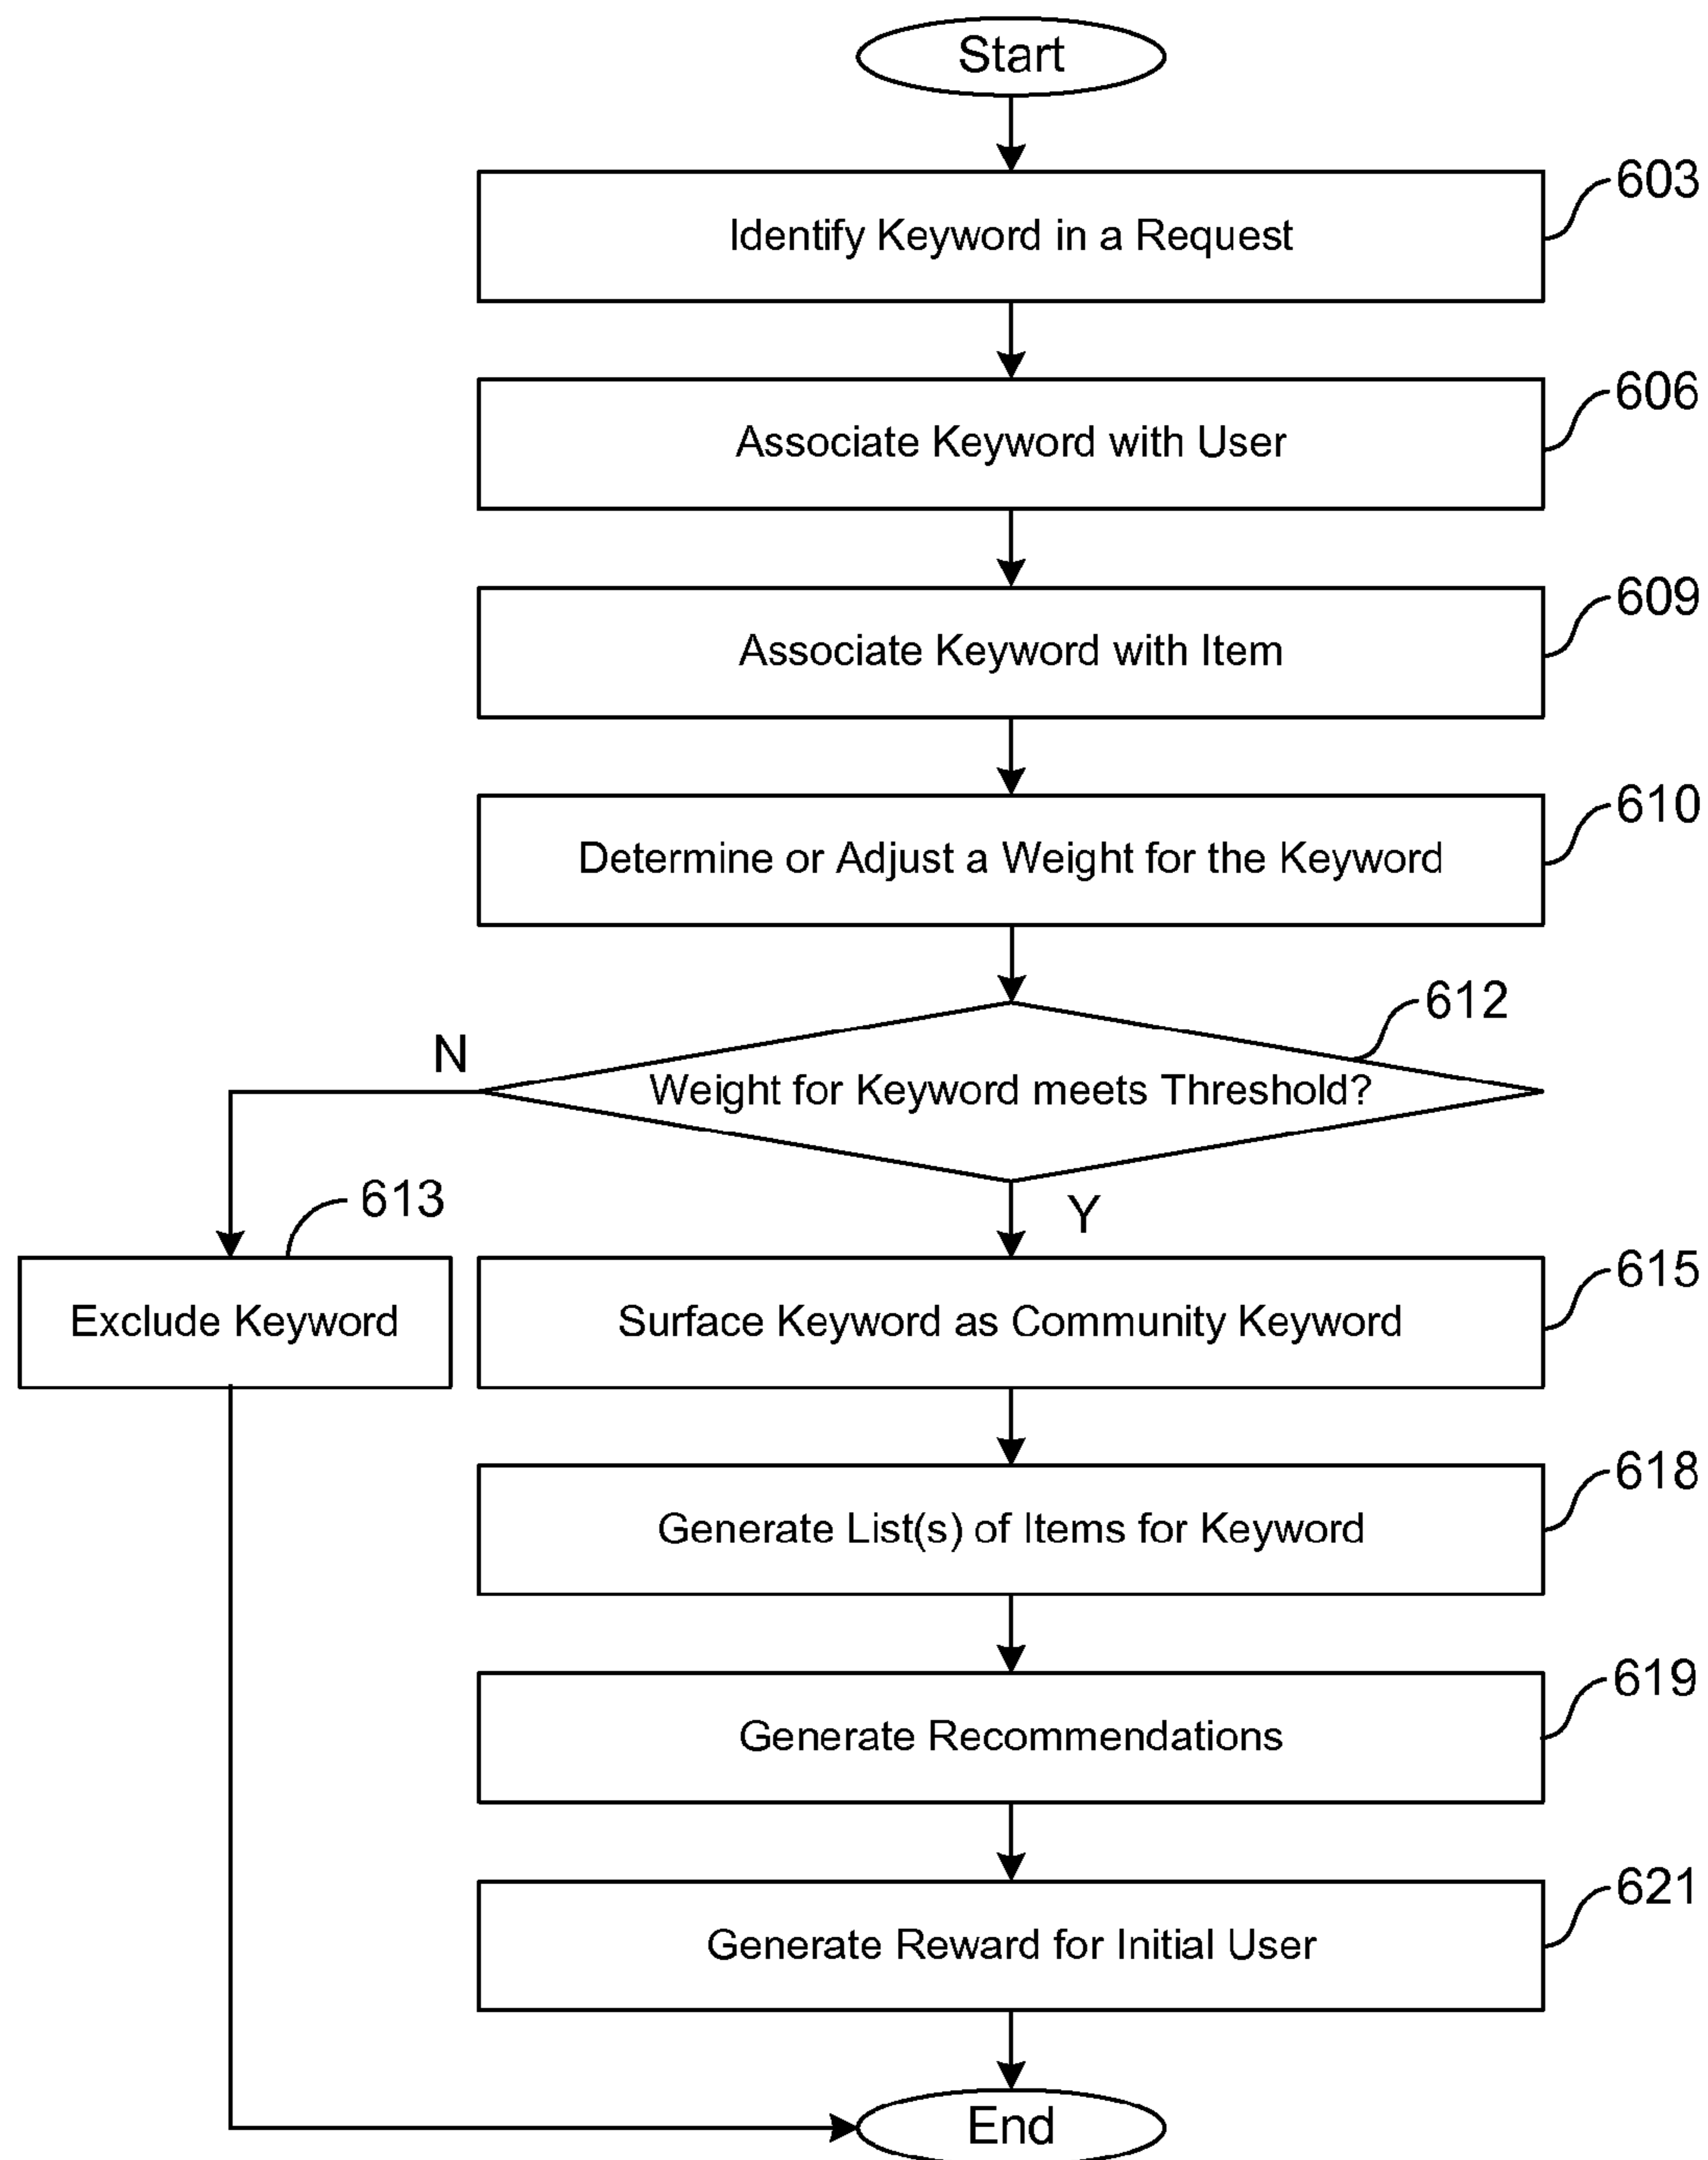 Start
Identify Keyword in a Request
603
Associate Keyword with User
606
Associate Keyword with Item
609
Determine or Adjust a Weight for the Keyword
610
612
N
Weight for Keyword meets Threshold?
Y
613
Exclude Keyword
Surface Keyword as Community Keyword
615
Generate List(s) of Items for Keyword
618
Generate Recommendations
619
Generate Reward for Initial User
621
End